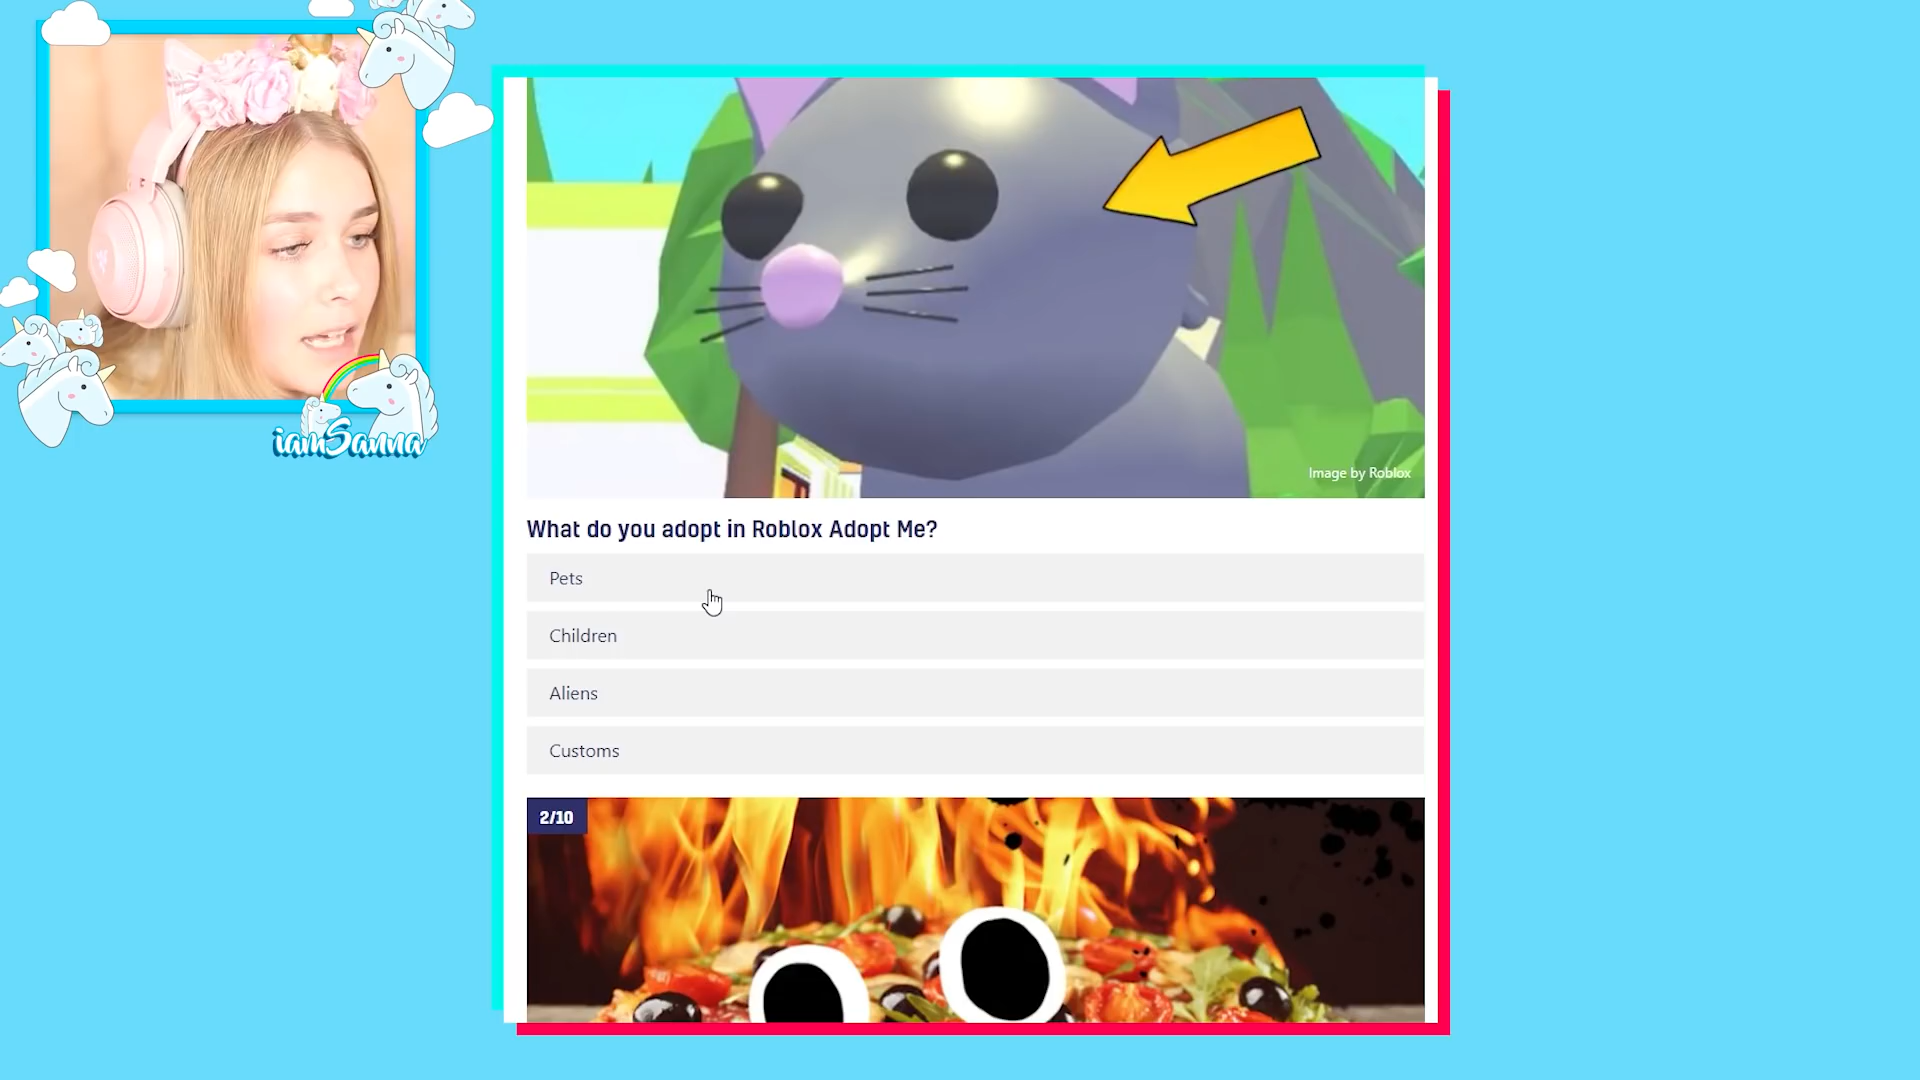 iamSanna
Image by Roblox
What do you adopt in Roblox Adopt Me?
Pets
Children
Aliens
Customs
2/10